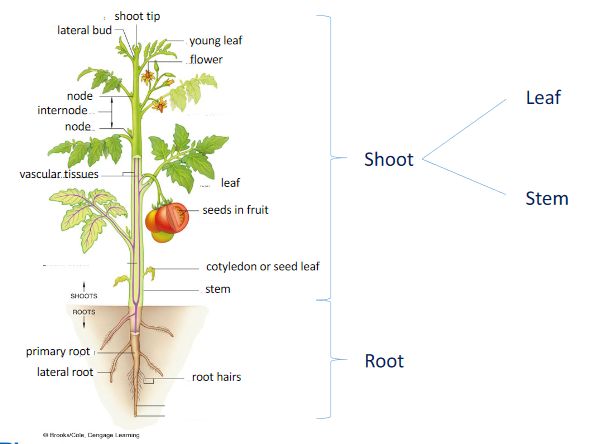 shoot tip
lateral bud
young leaf
flower
node
internode
node
vascular tissues
leaf
seeds in fruit
cotyledon or seed leaf
stem
SHOOTS
ROOTS
primary root
lateral root
root hairs
Shoot
Leaf
Stem
Root
© Brooks/Cole, Cengage Learning